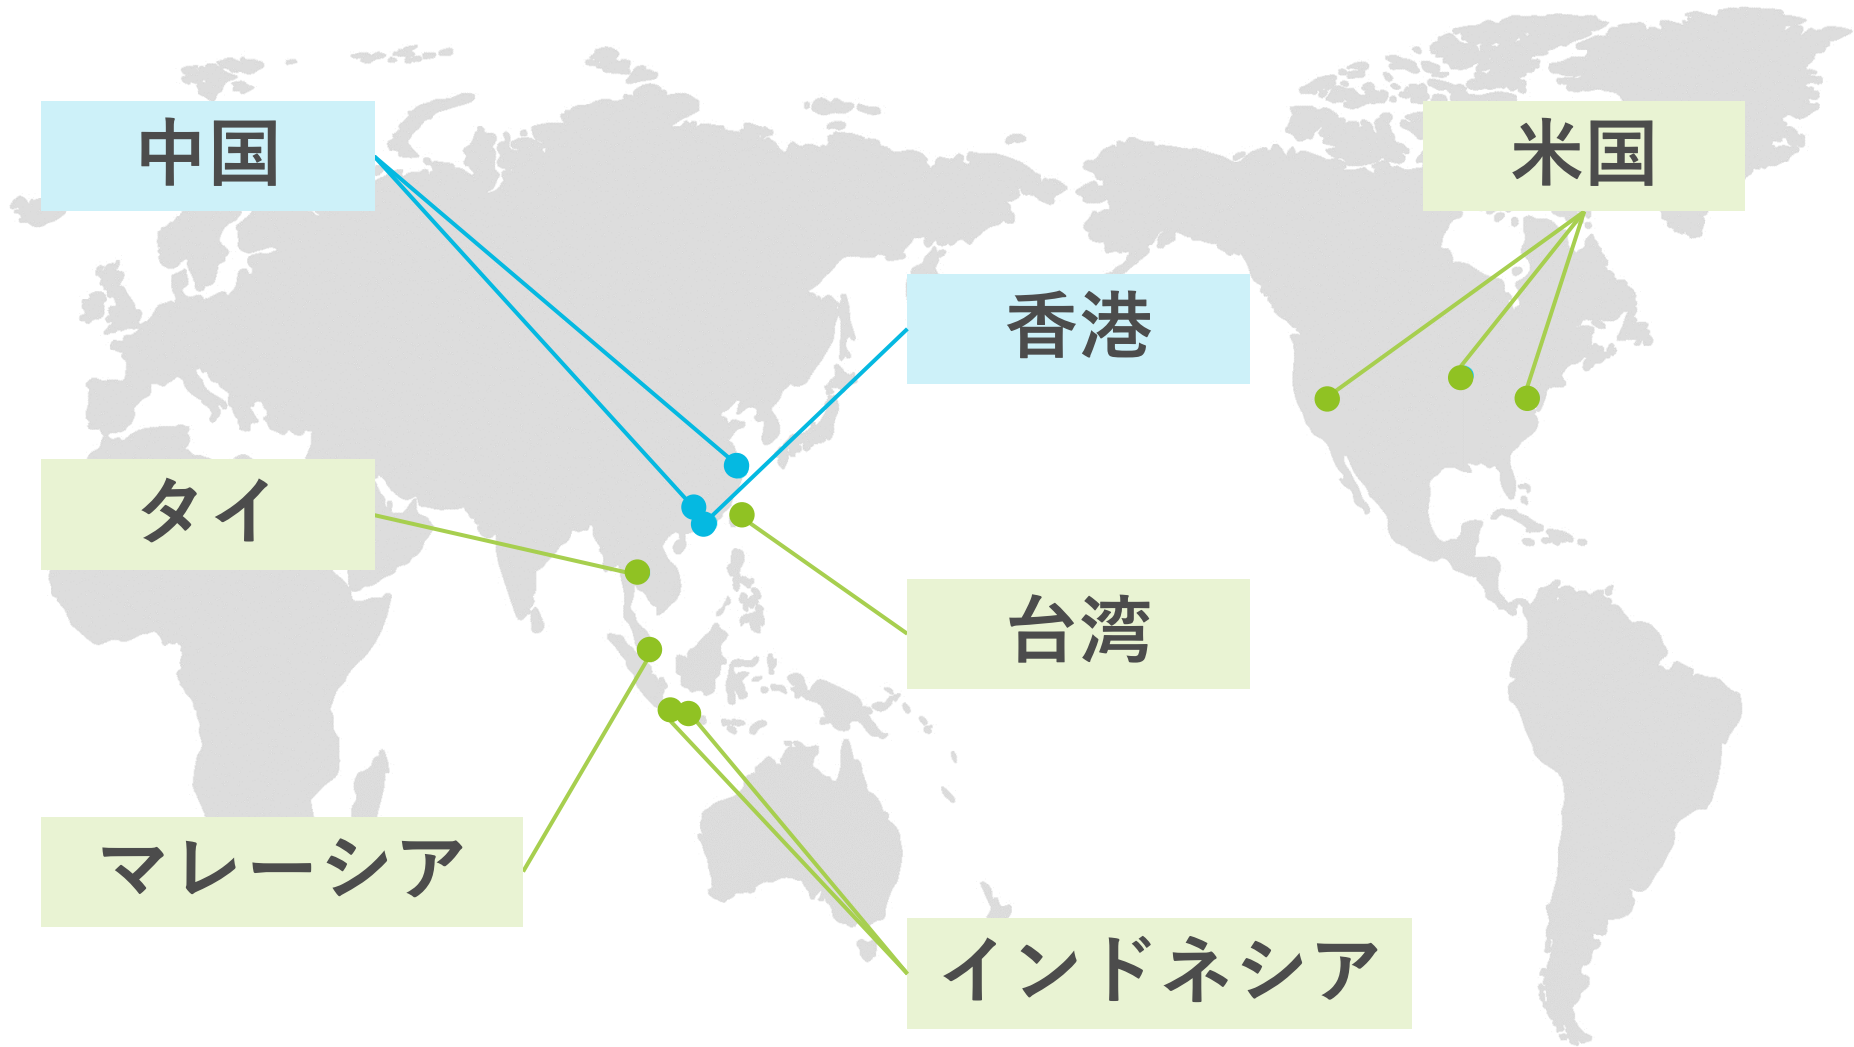 中国
米国
香港
タイ
台湾
マレーシア
インドネシア